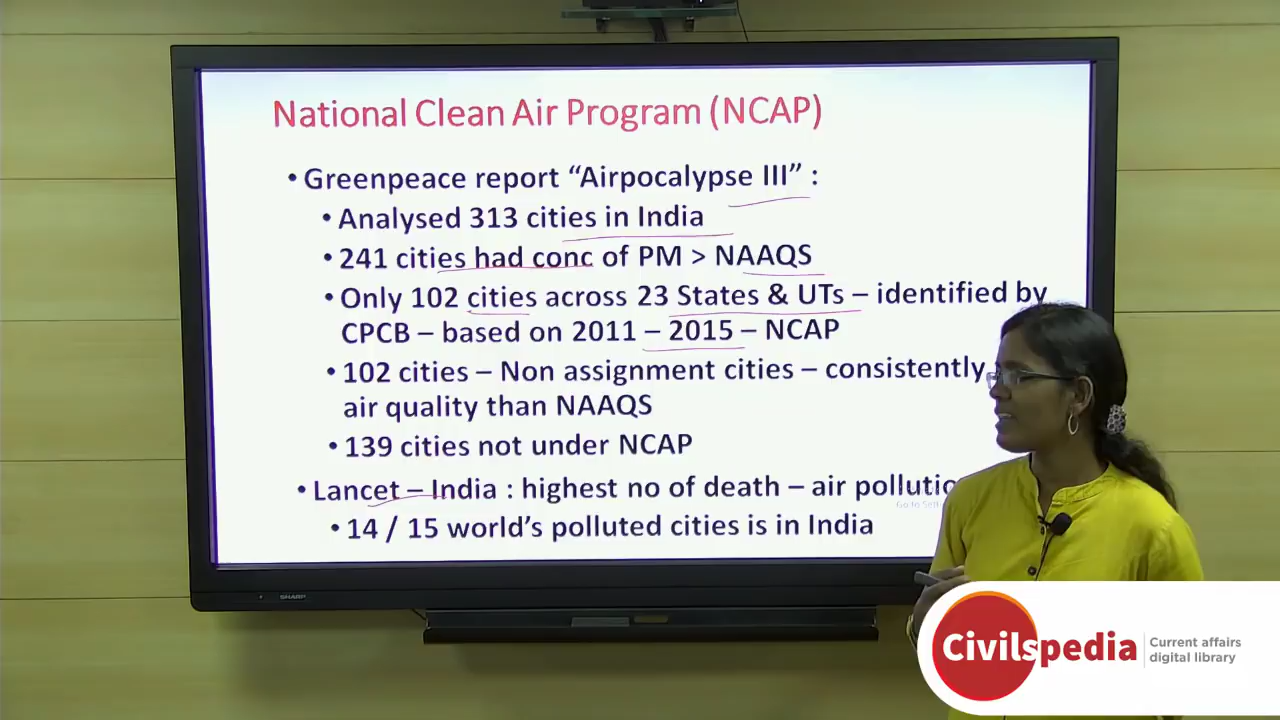 National Clean Air Program (NCAP)
• Greenpeace report “Airpocalypse III” :
• Analysed 313 cities in India
• 241 cities had conc of PM > NAAQS
• Only 102 cities across 23 States & UTs – identified by
CPCB – based on 2011 – 2015 – NCAP
• 102 cities – Non assignment cities – consistently
air quality than NAAQS
• 139 cities not under NCAP
• Lancet – India : highest no of death – air pollutio
• 14 / 15 world’s polluted cities is in India
SHARP
Civilspedia
Current affairs
digital library